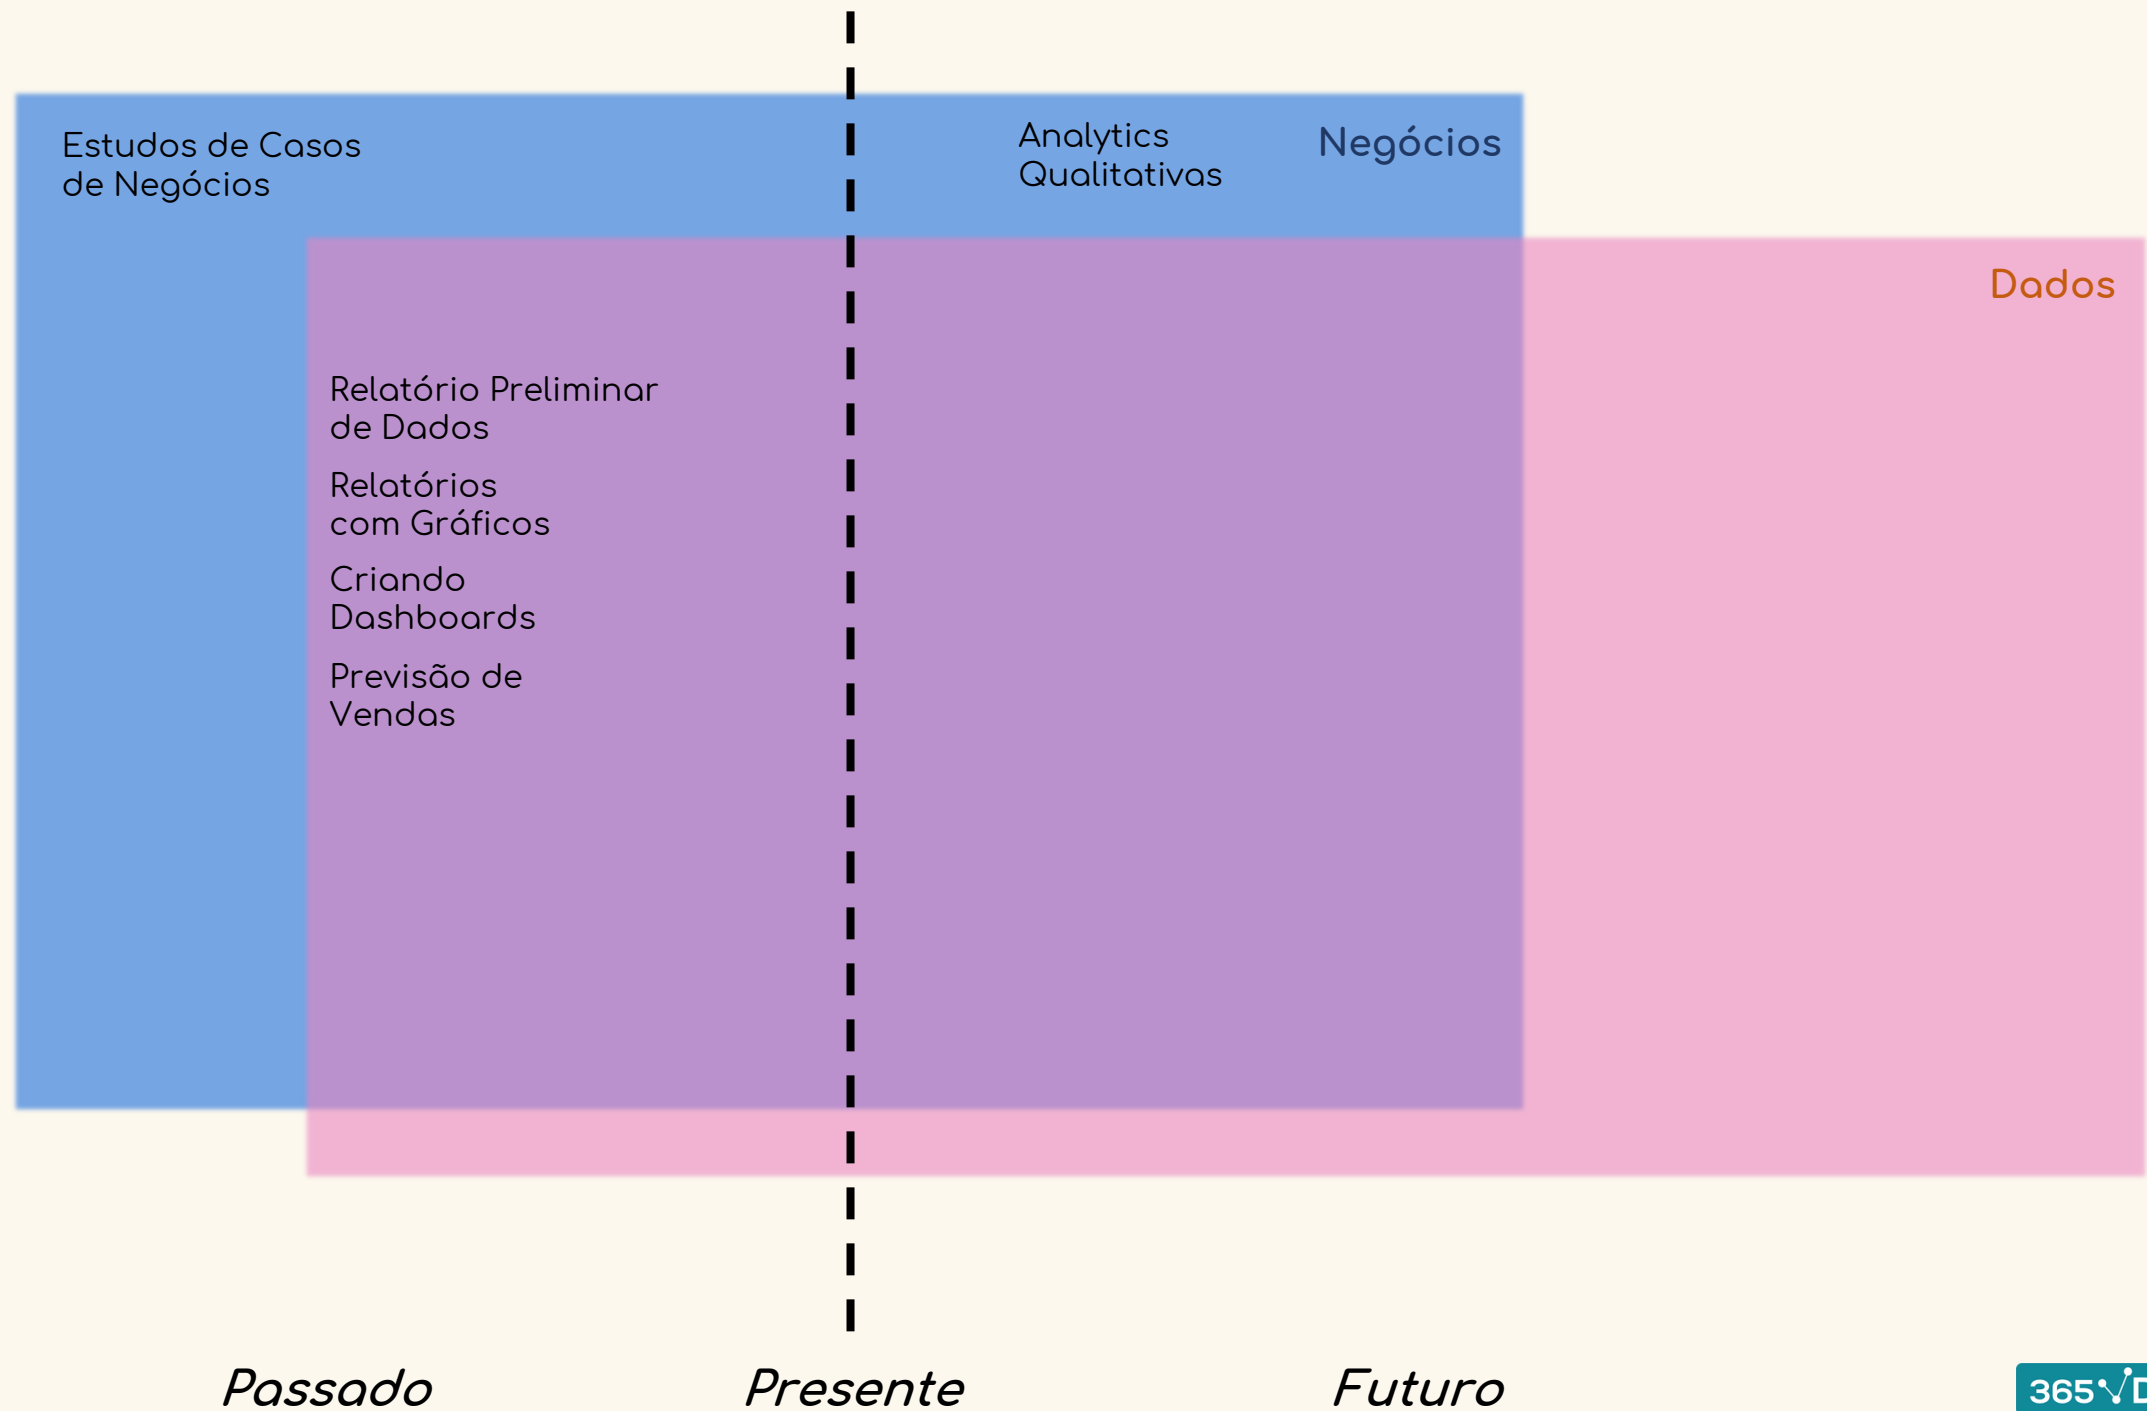 Estudos de Casos
de Negócios
Analytics
Qualitativas
Negócios
Dados
Relatório Preliminar
de Dados
Relatórios
com Gráficos
Criando
Dashboards
Previsão de
Vendas
Passado
Presente
Futuro
365 D